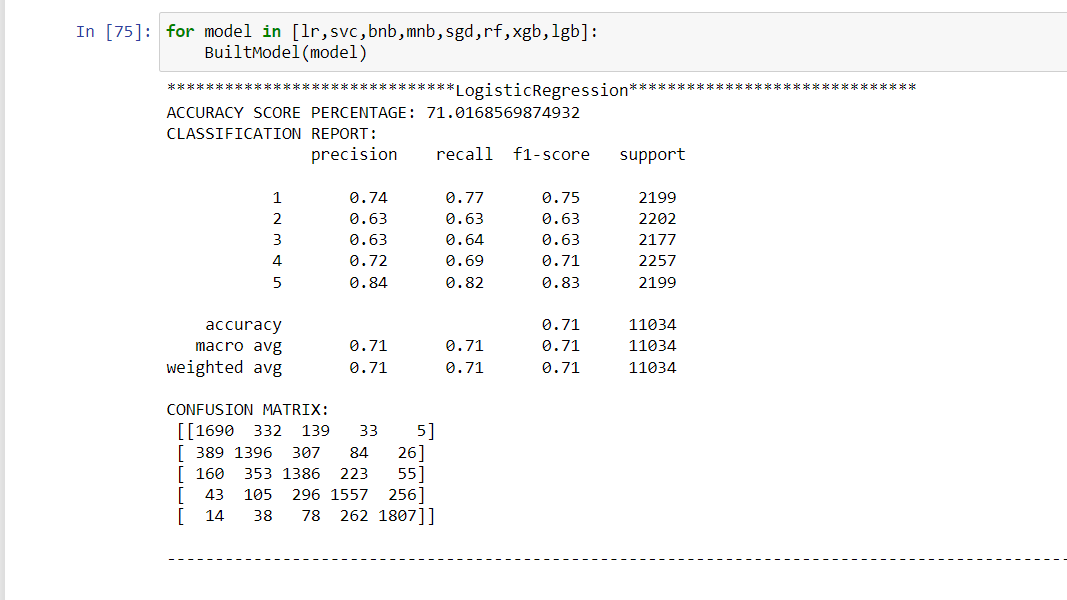 In [75]: for model in [lr,svc,bnb,mnb,sgd,rf,xgb,lgb]:
BuiltModel(model)
******************************LogisticRegression******************************
ACCURACY SCORE PERCENTAGE: 71.0168569874932
CLASSIFICATION REPORT:
precision recall f1-score support
1 0.74 0.77 0.75 2199
2 0.63 0.63 0.63 2202
3 0.63 0.64 0.63 2177
4 0.72 0.69 0.71 2257
5 0.84 0.82 0.83 2199
accuracy 0.71 11034
macro avg 0.71 0.71 0.71 11034
weighted avg 0.71 0.71 0.71 11034
CONFUSION MATRIX:
[[1690 332 139 33 5]
[ 389 1396 307 84 26]
[ 160 353 1386 223 55]
[ 43 105 296 1557 256]
[ 14 38 78 262 1807]]
----------------------------------------------------------------------------------------------